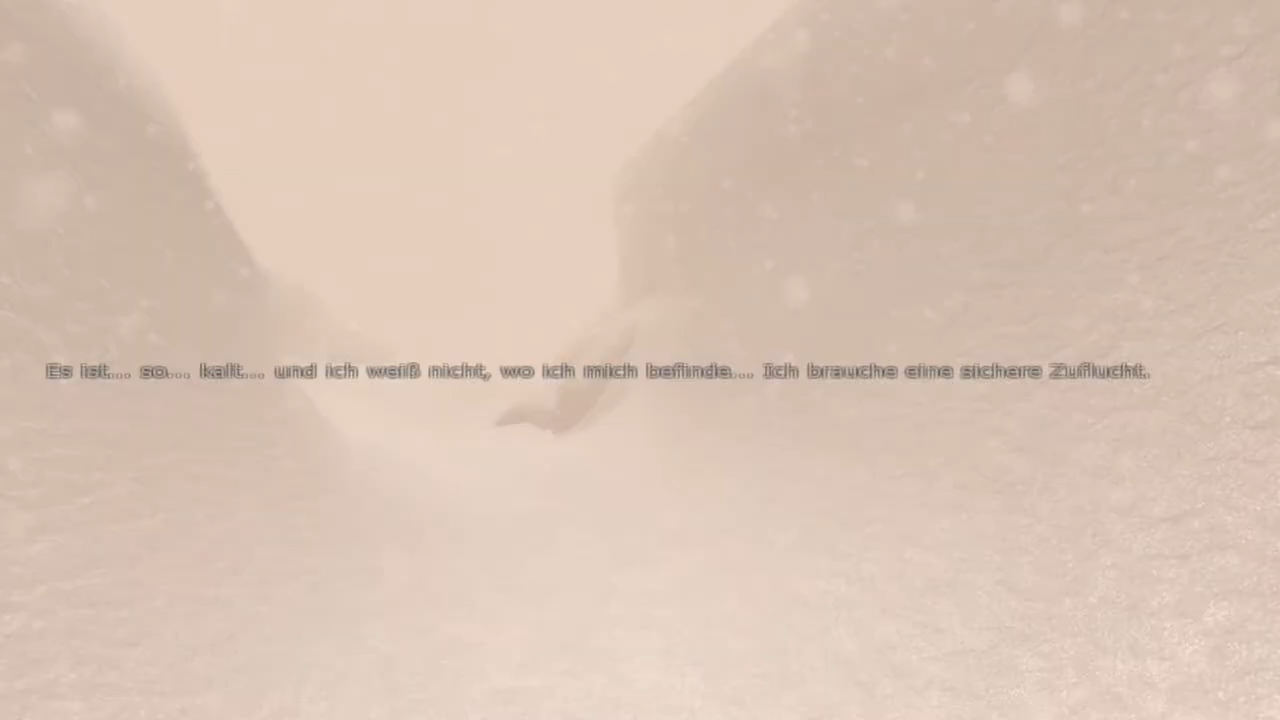 Es ist... so... kalt... und ich weiß nicht, wo ich mich befinde... Ich brauche eine sichere Zuflucht.